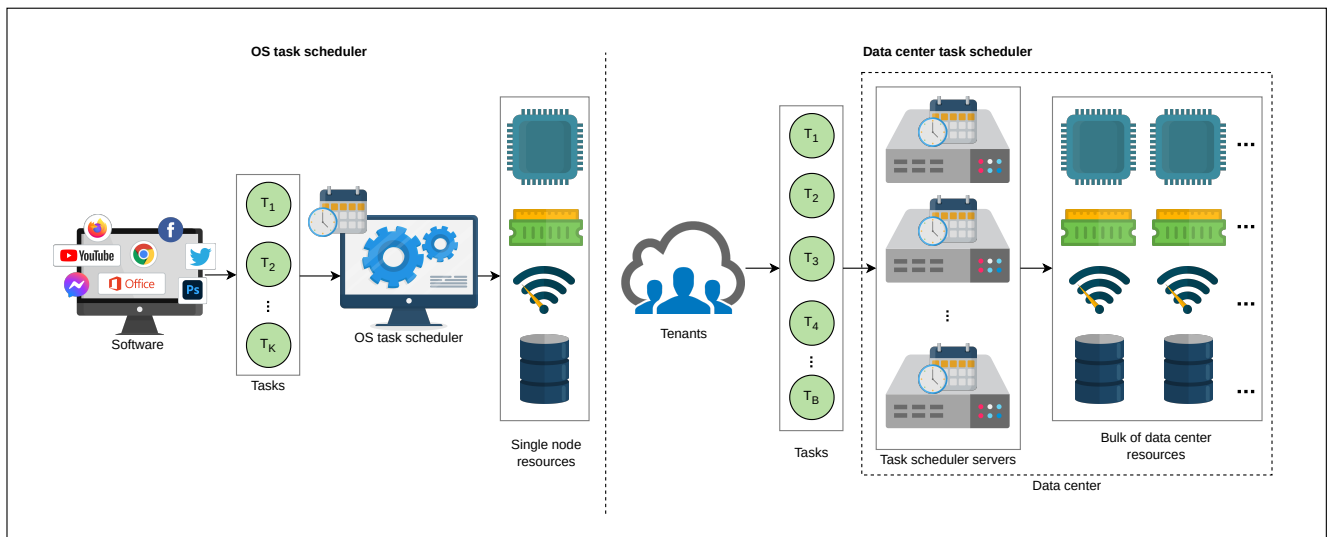 OS task scheduler
Data center task scheduler
YouTube
Office
Ps
Software
T1
T2
...
TK
Tasks
OS task scheduler
Single node
resources
Tenants
T1
T2
T3
T4
...
TB
Tasks
...
Task scheduler servers
...
...
...
...
Bulk of data center
resources
Data center